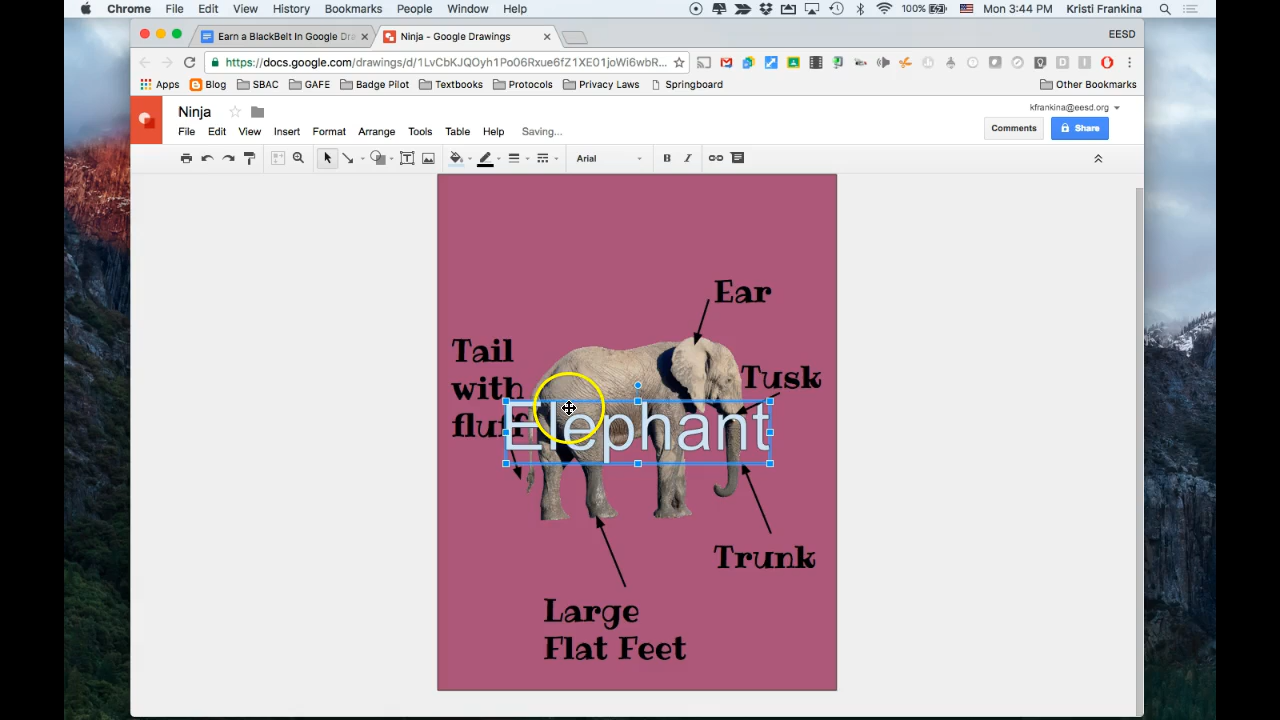 Chrome File Edit View History Bookmarks People Window Help 100% Mon 3:44 PM Kristi Frankina
Earn a BlackBelt In Google Dra Ninja - Google Drawings EESD
https://docs.google.com/drawings/d/1LvCbKJQOyh1Po06Rxue6fZ1XE01joWi6wbR...
Apps Blog SBAC GAFE Badge Pilot Textbooks Protocols Privacy Laws Springboard Other Bookmarks
Ninja
kfrankina@eesd.org
File Edit View Insert Format Arrange Tools Table Help Saving...
Comments Share
Arial B I
Ear
Tail
with
fluff
Tusk
Elephant
Trunk
Large
Flat Feet